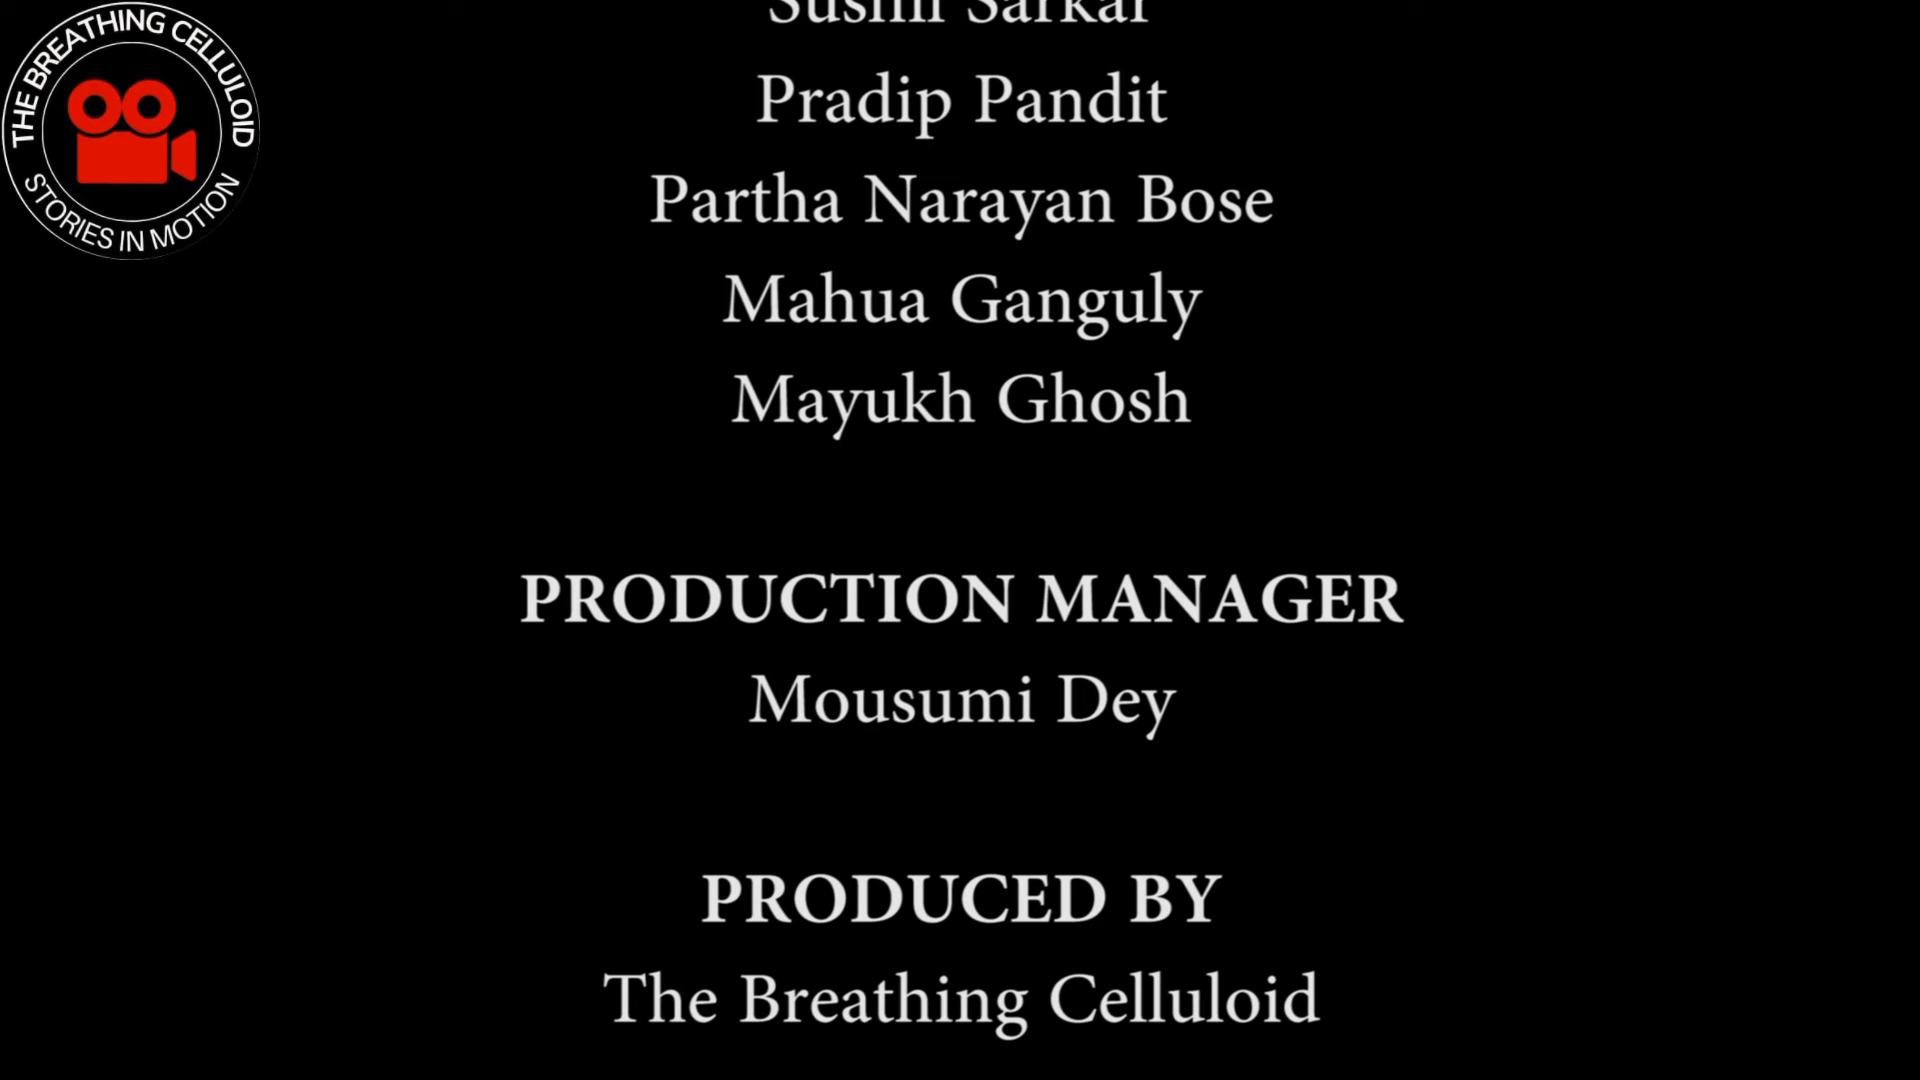 THE BREATHING CELLULOID
STORIES IN MOTION
Sarkar
Pradip Pandit
Partha Narayan Bose
Mahua Ganguly
Mayukh Ghosh
PRODUCTION MANAGER
Mousumi Dey
PRODUCED BY
The Breathing Celluloid